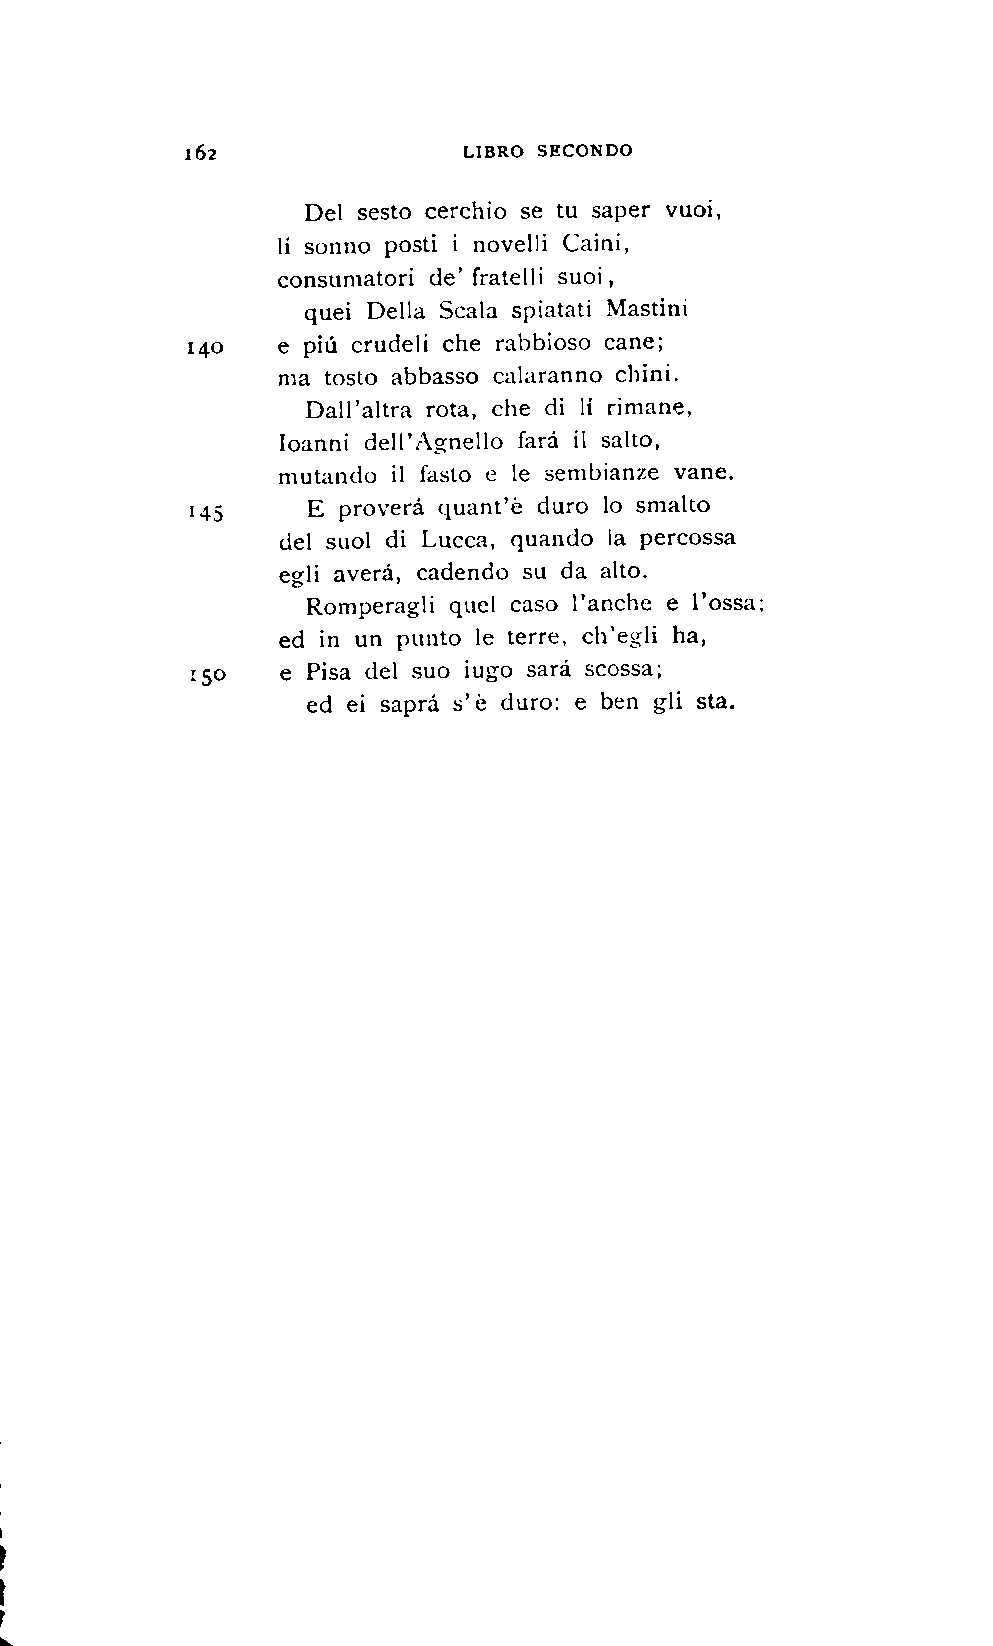 162 LIBRO SECONDO
Del sesto cerchio se tu saper vuoi,
lí sonno posti i novelli Caini,
consumatori de' fratelli suoi,
quei Della Scala spiatati Mastini
140 e piú crudeli che rabbioso cane;
ma tosto abbasso calaranno chini.
Dall'altra rota, che di lí rimane,
Ioanni dell'Agnello fará il salto,
mutando il fasto e le sembianze vane.
145 E proverá quant'è duro lo smalto
del suol di Lucca, quando la percossa
egli averá, cadendo su da alto.
Romperagli quel caso l'anche e l'ossa;
ed in un punto le terre, ch'egli ha,
150 e Pisa del suo iugo sará scossa;
ed ei saprá s'è duro: e ben gli sta.